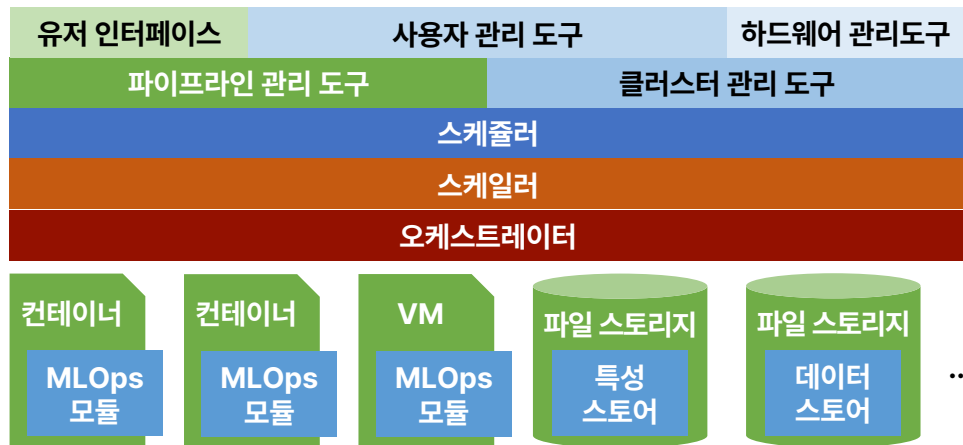 유저 인터페이스 사용자 관리 도구 하드웨어 관리도구
파이프라인 관리 도구 클러스터 관리 도구
스케쥴러
스케일러
오케스트레이터
컨테이너 컨테이너 VM 파일 스토리지 파일 스토리지
MLOps MLOps MLOps 특성 데이터 ..
모듈 모듈 모듈 스토어 스토어